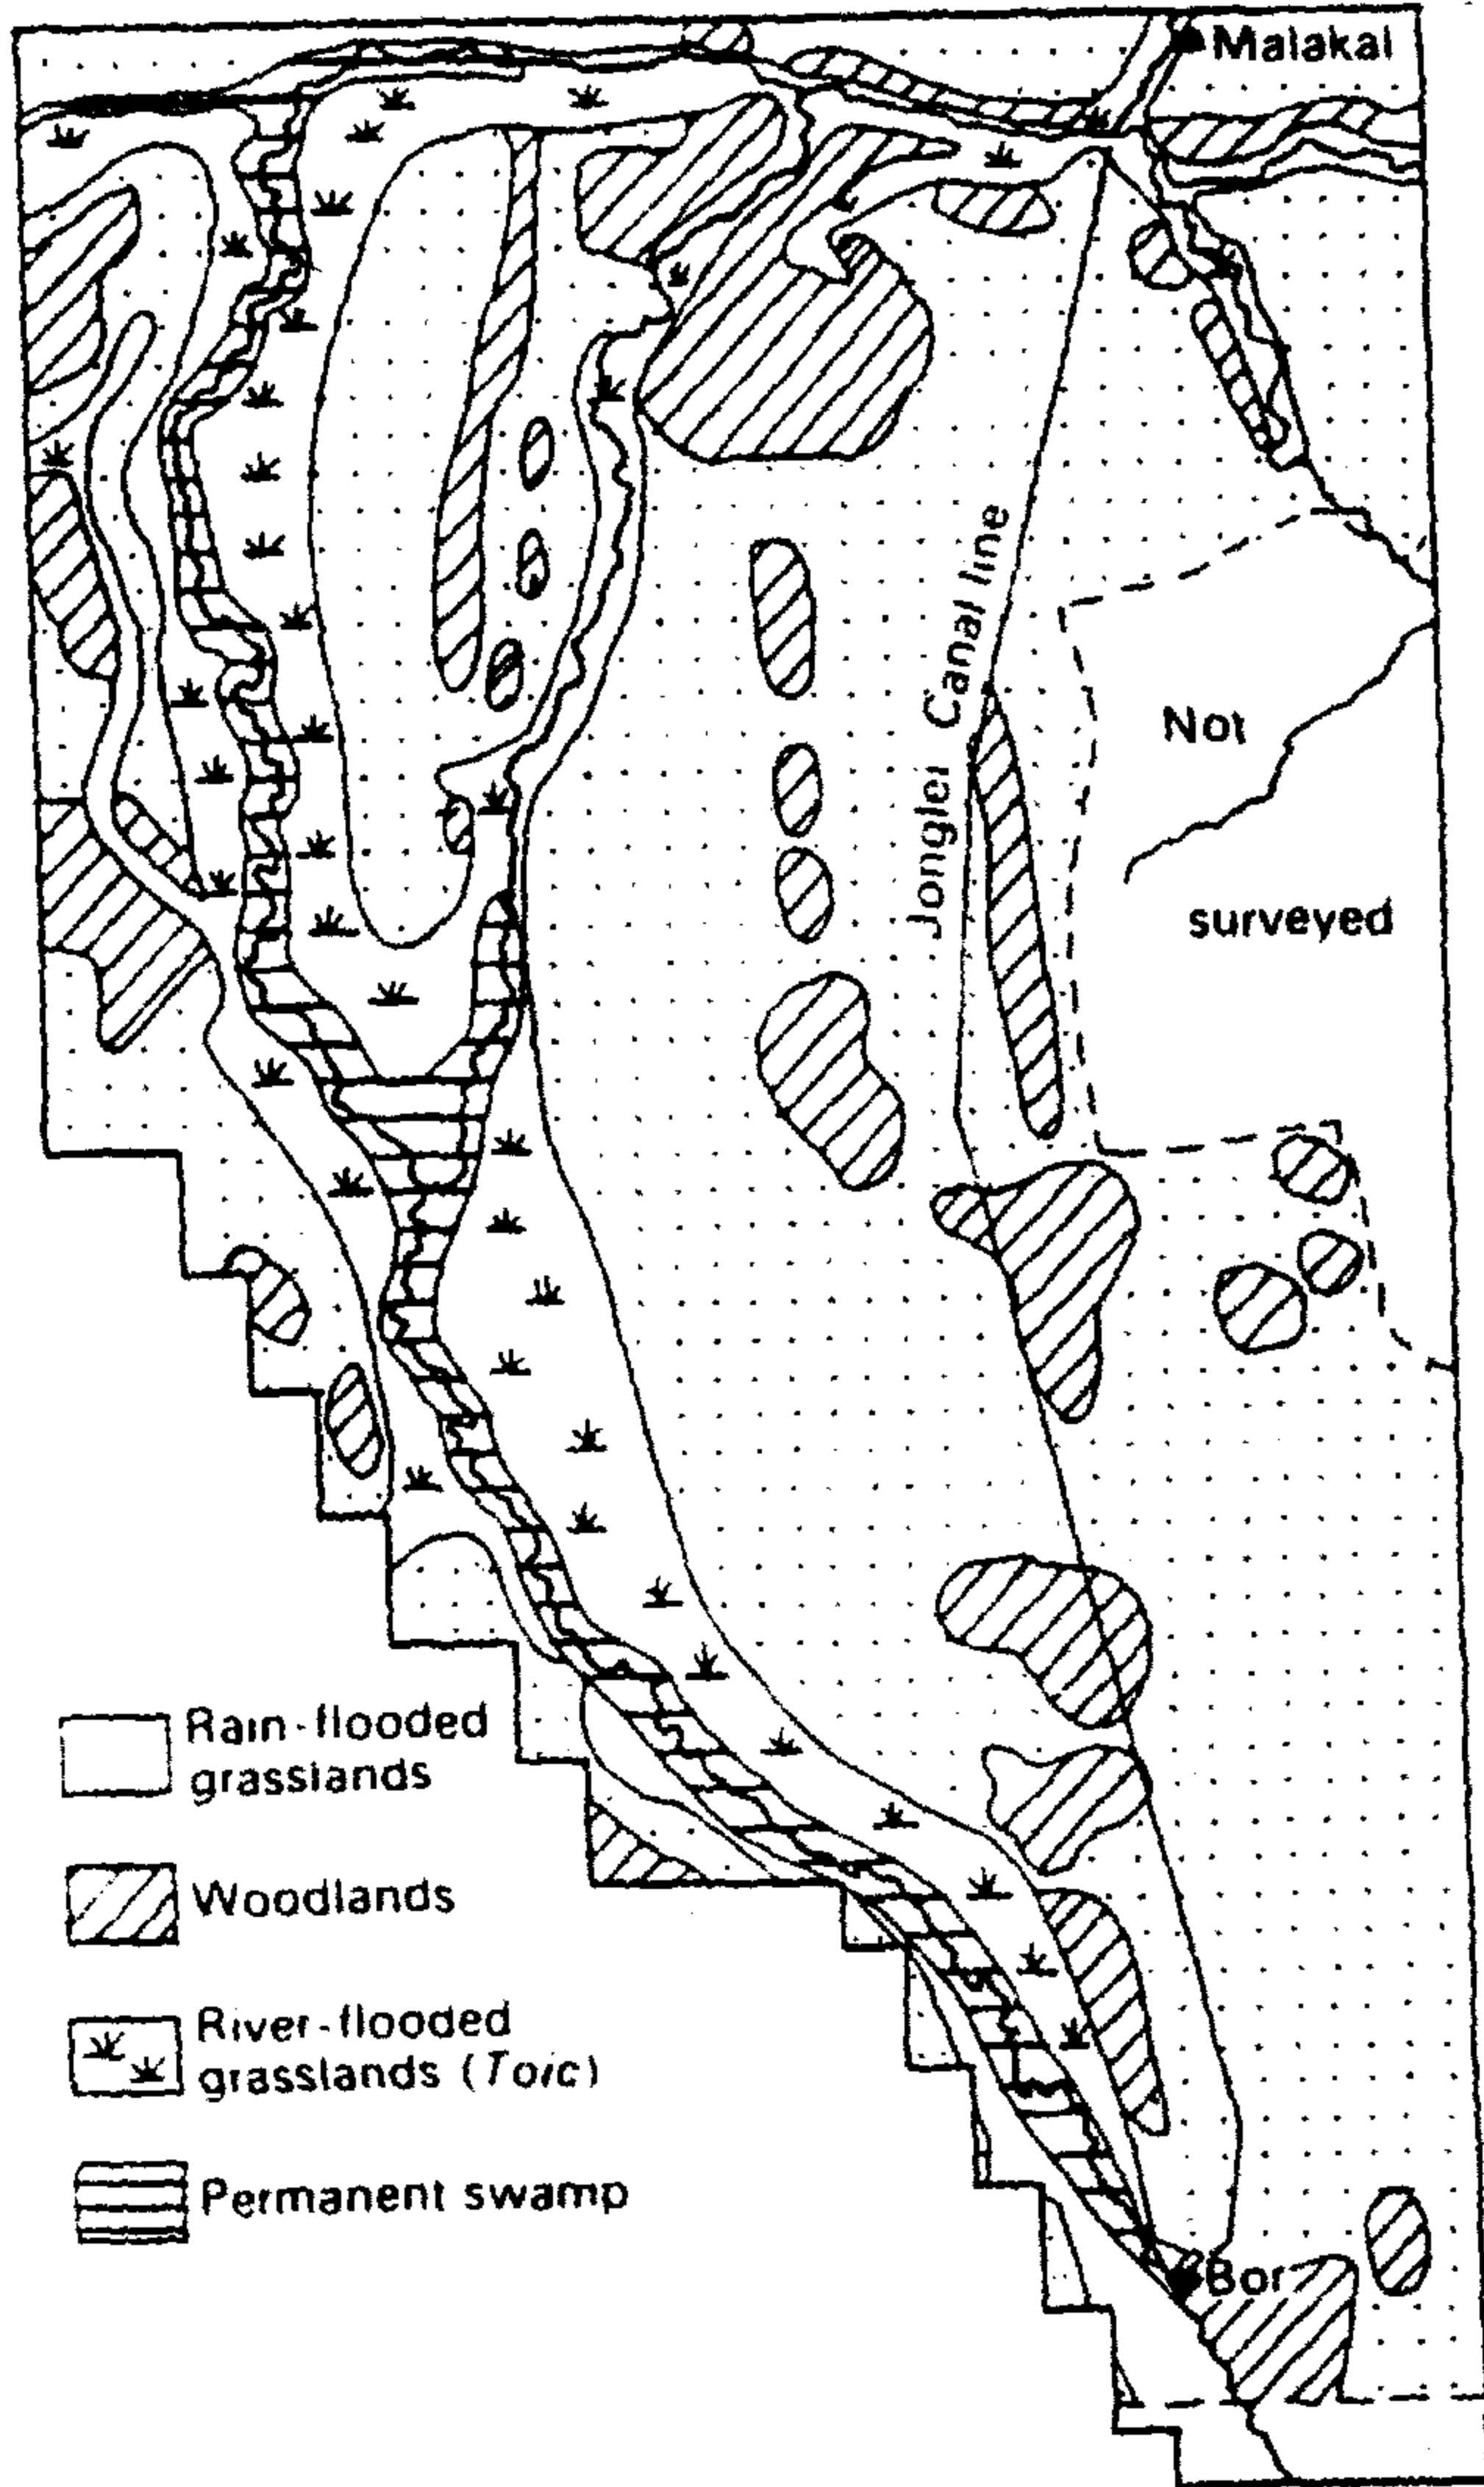 Malakal
Jonglei Canal line
Not
surveyed
Rain-flooded
grasslands
Woodlands
River-flooded
grasslands (Toic)
Permanent swamp
Bor